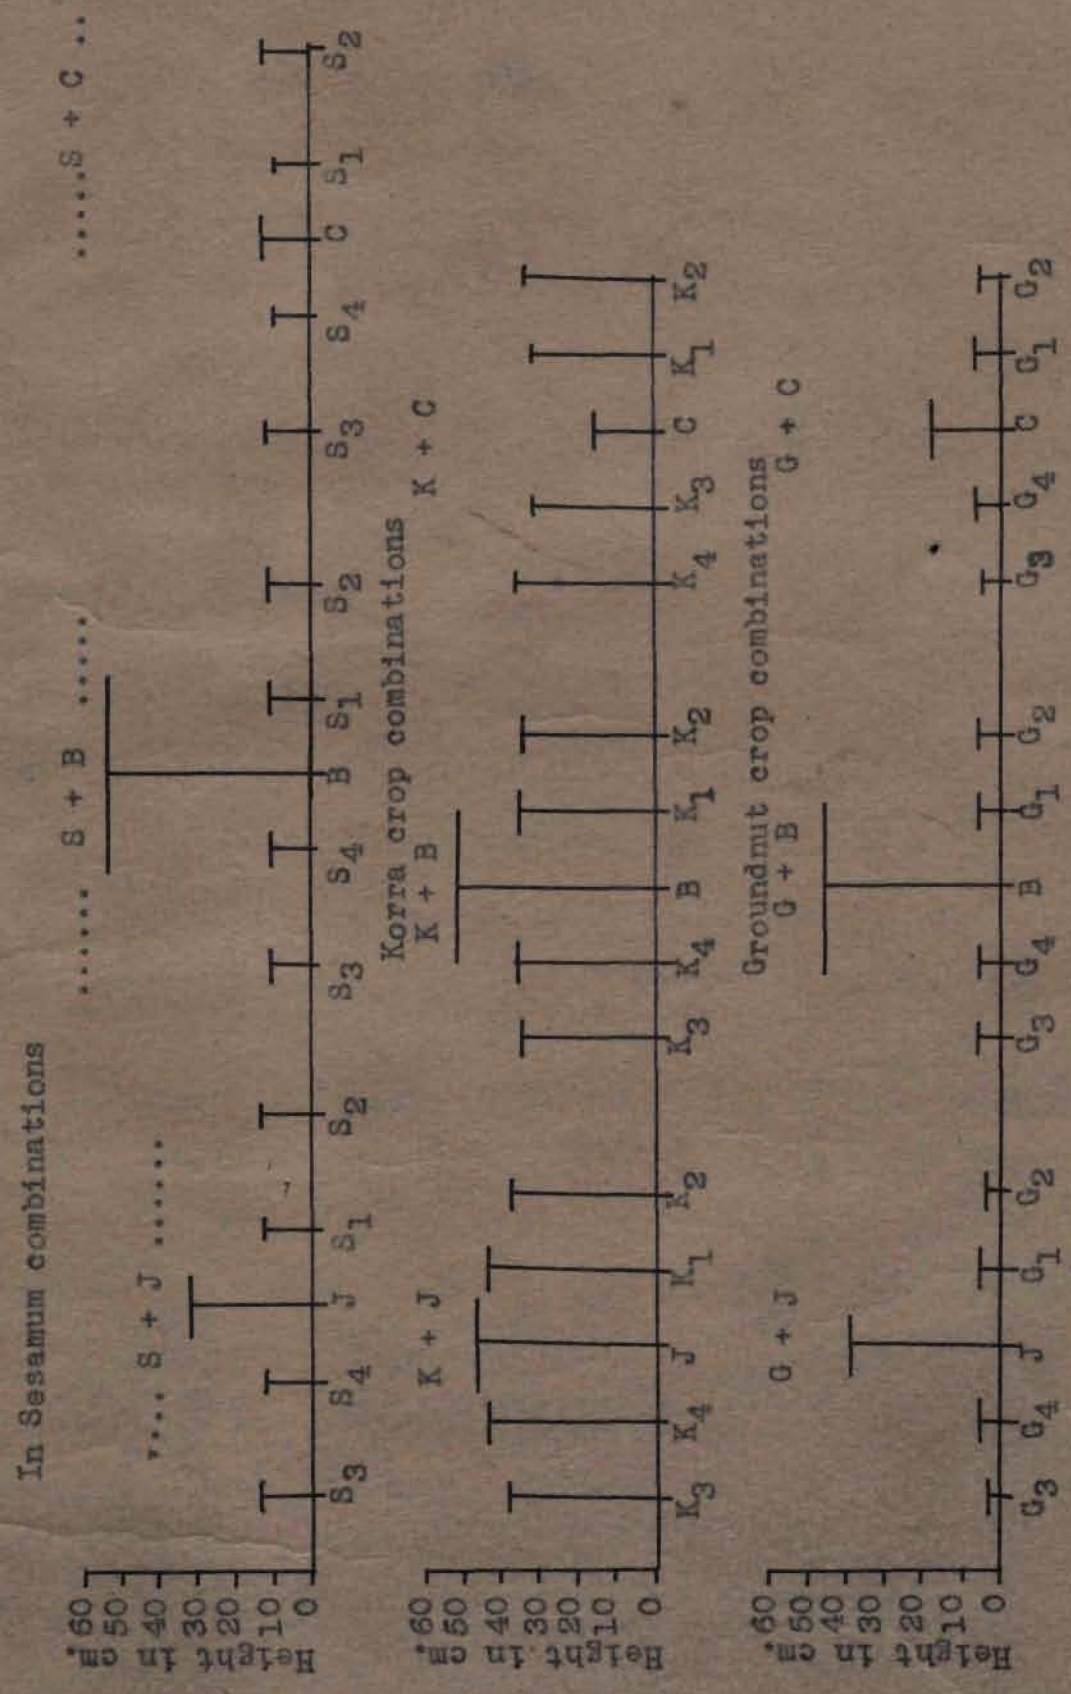 In Sesamum combinations
.... S + J ......
...... S + B .....
.....S + C ..
60
50
40
30
20
10
0
Height in cm.
S3 S4 J S1 S2 S3 S4 B S1 S2 S3 S4 C S1 S2
Korra crop combinations
K + J
K + B
K + C
60
50
40
30
20
10
0
Height in cm.
K3 K4 J K1 K2 K3 K4 B K1 K2 K4 K3 C K1 K2
Groundnut crop combinations
G + J
G + B
G + C
60
50
40
30
20
10
0
Height in cm.
G3 G4 J G1 G2 G3 G4 B G1 G2 G3 G4 C G1 G2